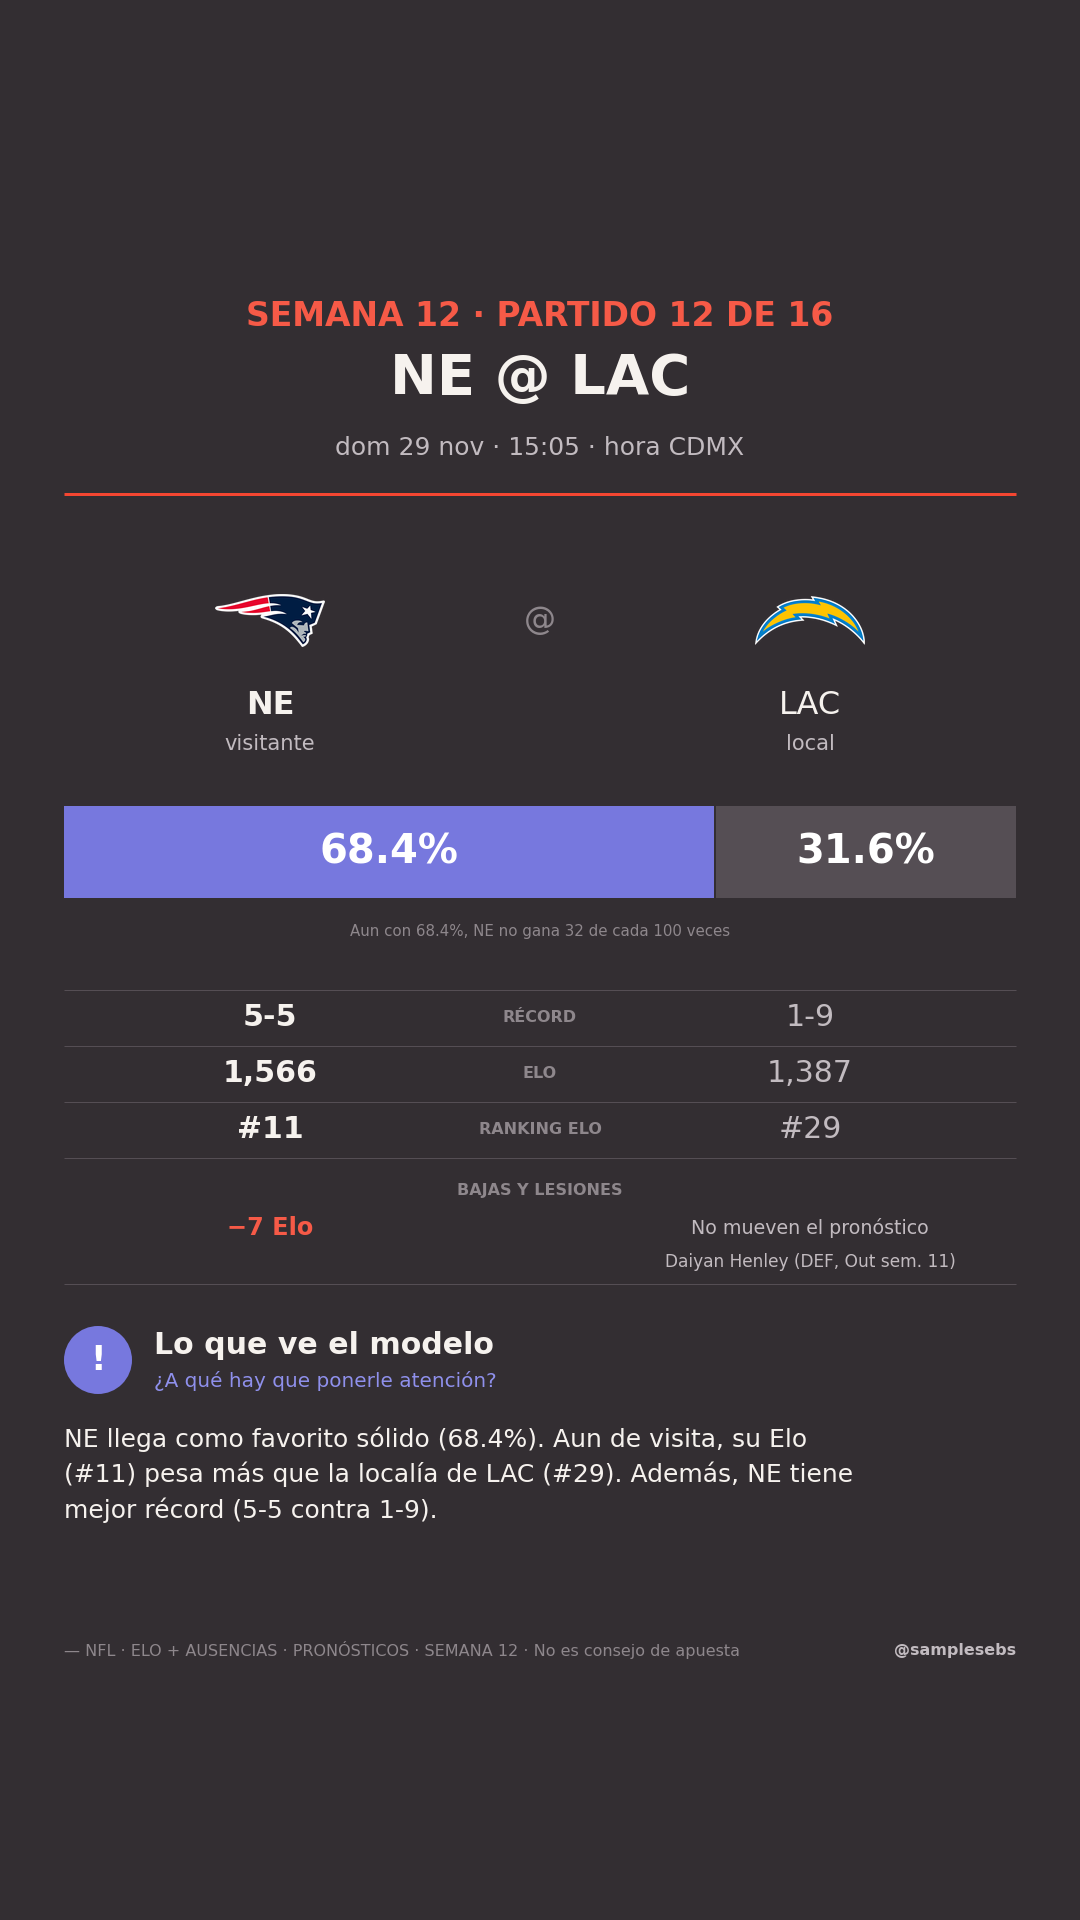 SEMANA 12 · PARTIDO 12 DE 16
NE @ LAC
dom 29 nov · 15:05 · hora CDMX
@
NE
LAC
visitante
local
68.4%
31.6%
Aun con 68.4%, NE no gana 32 de cada 100 veces
5-5 RÉCORD 1-9
1,566 ELO 1,387
#11 RANKING ELO #29
BAJAS Y LESIONES
−7 Elo
No mueven el pronóstico
Daiyan Henley (DEF, Out sem. 11)
!
Lo que ve el modelo
¿A qué hay que ponerle atención?
NE llega como favorito sólido (68.4%). Aun de visita, su Elo
(#11) pesa más que la localía de LAC (#29). Además, NE tiene
mejor récord (5-5 contra 1-9).
— NFL · ELO + AUSENCIAS · PRONÓSTICOS · SEMANA 12 · No es consejo de apuesta
@samplesebs